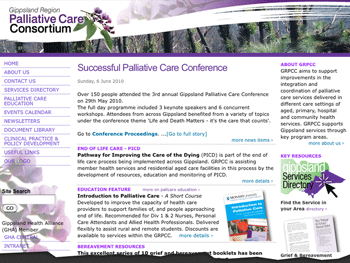 Gippsland Region
Palliative Care
Consortium
HOME
ABOUT US
CONTACT US
SERVICES DIRECTORY
PALLIATIVE CARE
EDUCATION
EVENTS CALENDAR
NEWSLETTERS
DOCUMENT LIBRARY
CLINICAL PRACTICE &
POLICY DEVELOPMENT
USEFUL LINKS
OUR LOGO
Site Search
GO
Gippsland Health Alliance
(GHA) Member
GHA CENTRAL
INTRANET
Successful Palliative Care Conference
Sunday, 6 June 2010
Over 150 people attended the 3rd annual Gippsland Palliative Care Conference
on 29th May 2010.
The full day programme included 3 keynote speakers & 6 concurrent
workshops. Attendees from across Gippsland benefited from a variety of topics
under the conference theme 'Life and Death Matters - it's the care that counts'.
Go to Conference Proceedings. ...[Go to full story]
more news items ›
END OF LIFE CARE - PICD
Pathway for Improving the Care of the Dying (PICD) is part of the end of
life care process being implemented across Gippsland. GRPCC is assisting
member health services and residential aged care facilities in this process by the
development of resources, education and monitoring of PICD.
more details ›
EDUCATION FEATURE
more on palliative education ›
Introduction to Palliative Care - A Short Course
Developed to improve the capacity of health care
providers to support families of, and people approaching
end of life. Recommended for Div 1 & 2 Nurses, Personal
Care Attendants and Allied Health Professionals. Delivered
flexible to assist rural and remote students. Discounts are
available to services within the GRPCC.
more details ›
Introduction to
Palliative Care
BEREAVEMENT RESOURCES
This excellent series of 10 grief and bereavement booklets has been
ABOUT GRPCC
GRPCC aims to support
improvements in the
integration and
coordination of palliative
care services delivered in
different care settings of
aged, primary, hospital
and community health
services. GRPCC supports
Gippsland services through
key program areas.
more about us ›
KEY RESOURCES
gippsland
Services
Directory
Find the Service in
your Area directory ›
Grief & Bereavement